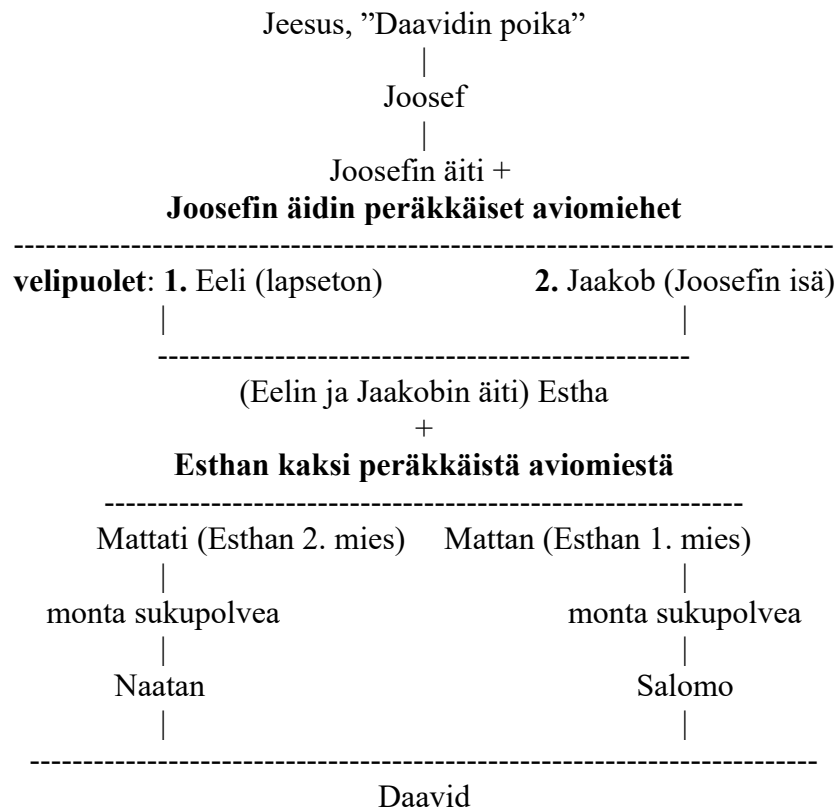 Jeesus, ”Daavidin poika”
|
Joosef
|
Joosefin äiti +
Joosefin äidin peräkkäiset aviomiehet
------------------------------------------------------------------------------
velipuolet: 1. Eeli (lapseton) 2. Jaakob (Joosefin isä)
| |
--------------------------------------------------
(Eelin ja Jaakobin äiti) Estha
+
Esthan kaksi peräkkäistä aviomiestä
------------------------------------------------------------
Mattati (Esthan 2. mies) Mattan (Esthan 1. mies)
| |
monta sukupolvea monta sukupolvea
| |
Naatan Salomo
| |
---------------------------------------------------------------------------
Daavid